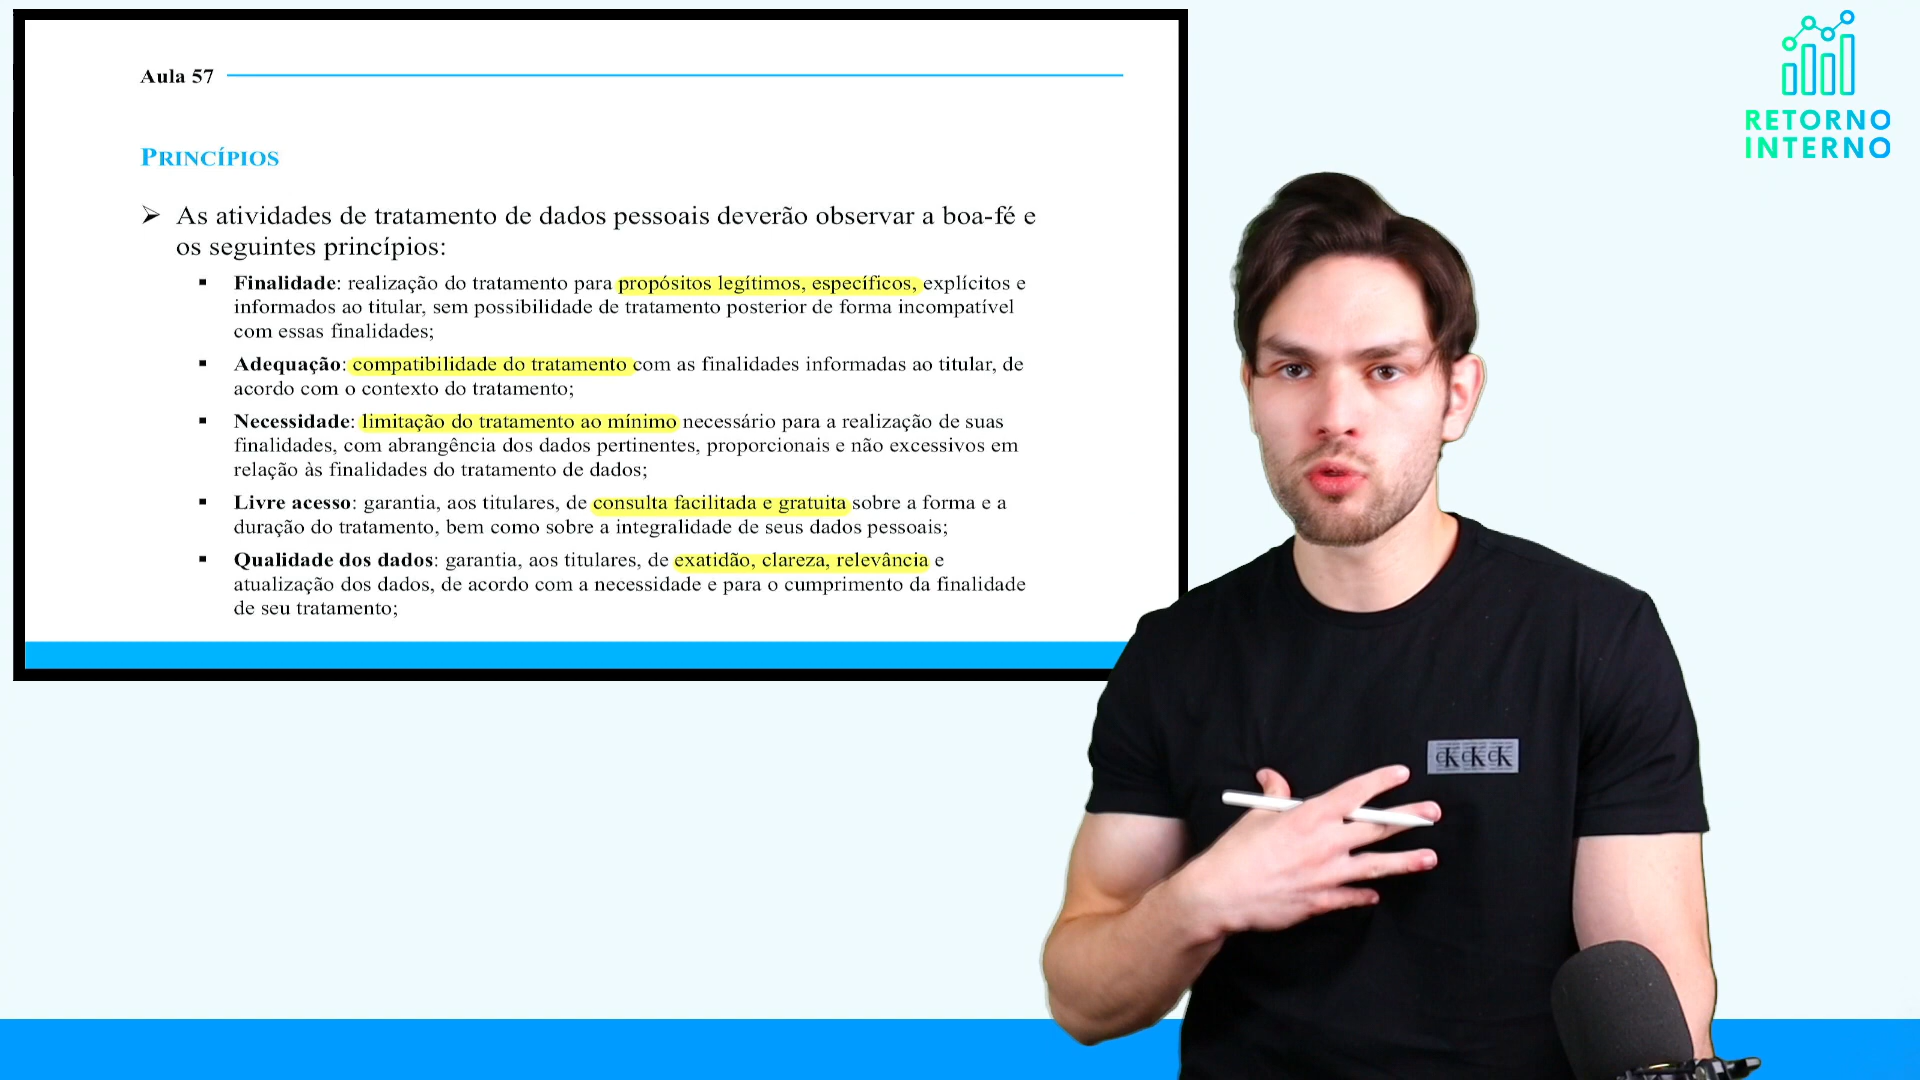 Aula 57
PRINCÍPIOS
➢ As atividades de tratamento de dados pessoais deverão observar a boa-fé e
os seguintes princípios:
▪ Finalidade: realização do tratamento para propósitos legítimos, específicos, explícitos e
informados ao titular, sem possibilidade de tratamento posterior de forma incompatível
com essas finalidades;
▪ Adequação: compatibilidade do tratamento com as finalidades informadas ao titular, de
acordo com o contexto do tratamento;
▪ Necessidade: limitação do tratamento ao mínimo necessário para a realização de suas
finalidades, com abrangência dos dados pertinentes, proporcionais e não excessivos em
relação às finalidades do tratamento de dados;
▪ Livre acesso: garantia, aos titulares, de consulta facilitada e gratuita sobre a forma e a
duração do tratamento, bem como sobre a integralidade de seus dados pessoais;
▪ Qualidade dos dados: garantia, aos titulares, de exatidão, clareza, relevância e
atualização dos dados, de acordo com a necessidade e para o cumprimento da finalidade
de seu tratamento;
RETORNO
INTERNO
CK CK CK